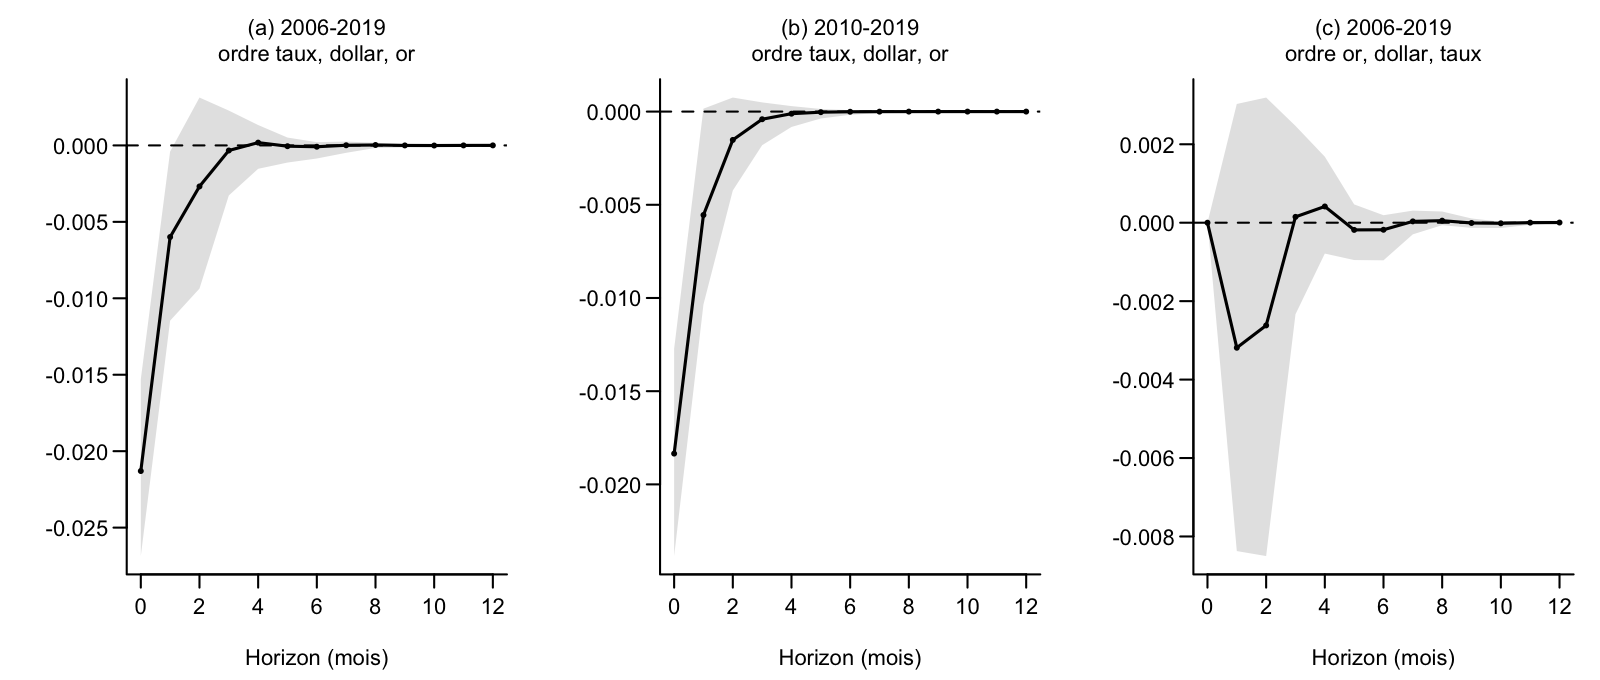 (a) 2006-2019
ordre taux, dollar, or
0.000
-0.005
-0.010
-0.015
-0.020
-0.025
0 2 4 6 8 10 12
Horizon (mois)
(b) 2010-2019
ordre taux, dollar, or
0.000
-0.005
-0.010
-0.015
-0.020
0 2 4 6 8 10 12
Horizon (mois)
(c) 2006-2019
ordre or, dollar, taux
0.002
0.000
-0.002
-0.004
-0.006
-0.008
0 2 4 6 8 10 12
Horizon (mois)